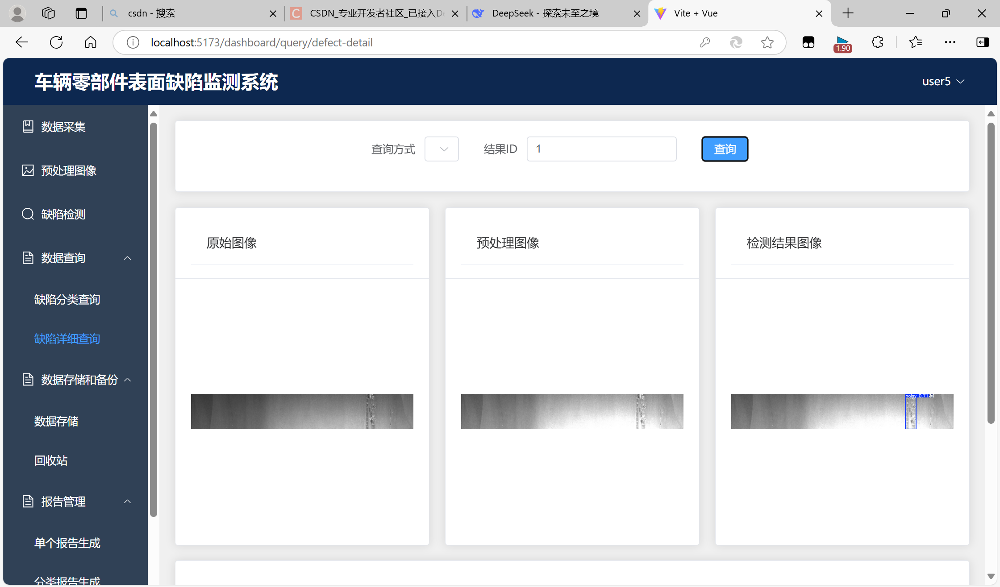 csdn - 搜索
CSDN_专业开发者社区_已接入D
DeepSeek - 探索未至之境
Vite + Vue
localhost:5173/dashboard/query/defect-detail
1.90
车辆零部件表面缺陷监测系统
user5
数据采集
预处理图像
缺陷检测
数据查询
缺陷分类查询
缺陷详细查询
数据存储和备份
数据存储
回收站
报告管理
单个报告生成
分类报告生成
查询方式
结果ID
1
查询
原始图像
预处理图像
检测结果图像
noisy 0.7150